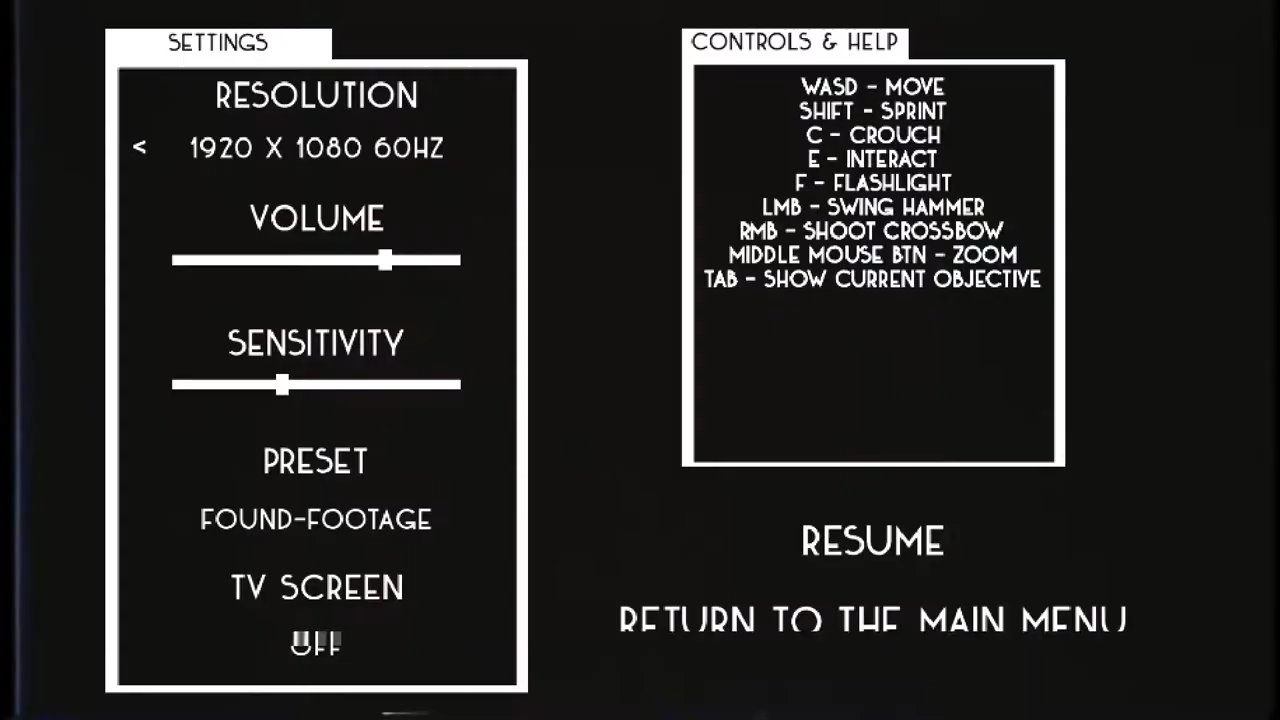 SETTINGS
RESOLUTION
< 1920 X 1080 60HZ
VOLUME
SENSITIVITY
PRESET
FOUND-FOOTAGE
TV SCREEN
OFF
CONTROLS & HELP
WASD - MOVE
SHIFT - SPRINT
C - CROUCH
E - INTERACT
F - FLASHLIGHT
LMB - SWING HAMMER
RMB - SHOOT CROSSBOW
MIDDLE MOUSE BTN - ZOOM
TAB - SHOW CURRENT OBJECTIVE
RESUME
RETURN TO THE MAIN MENU